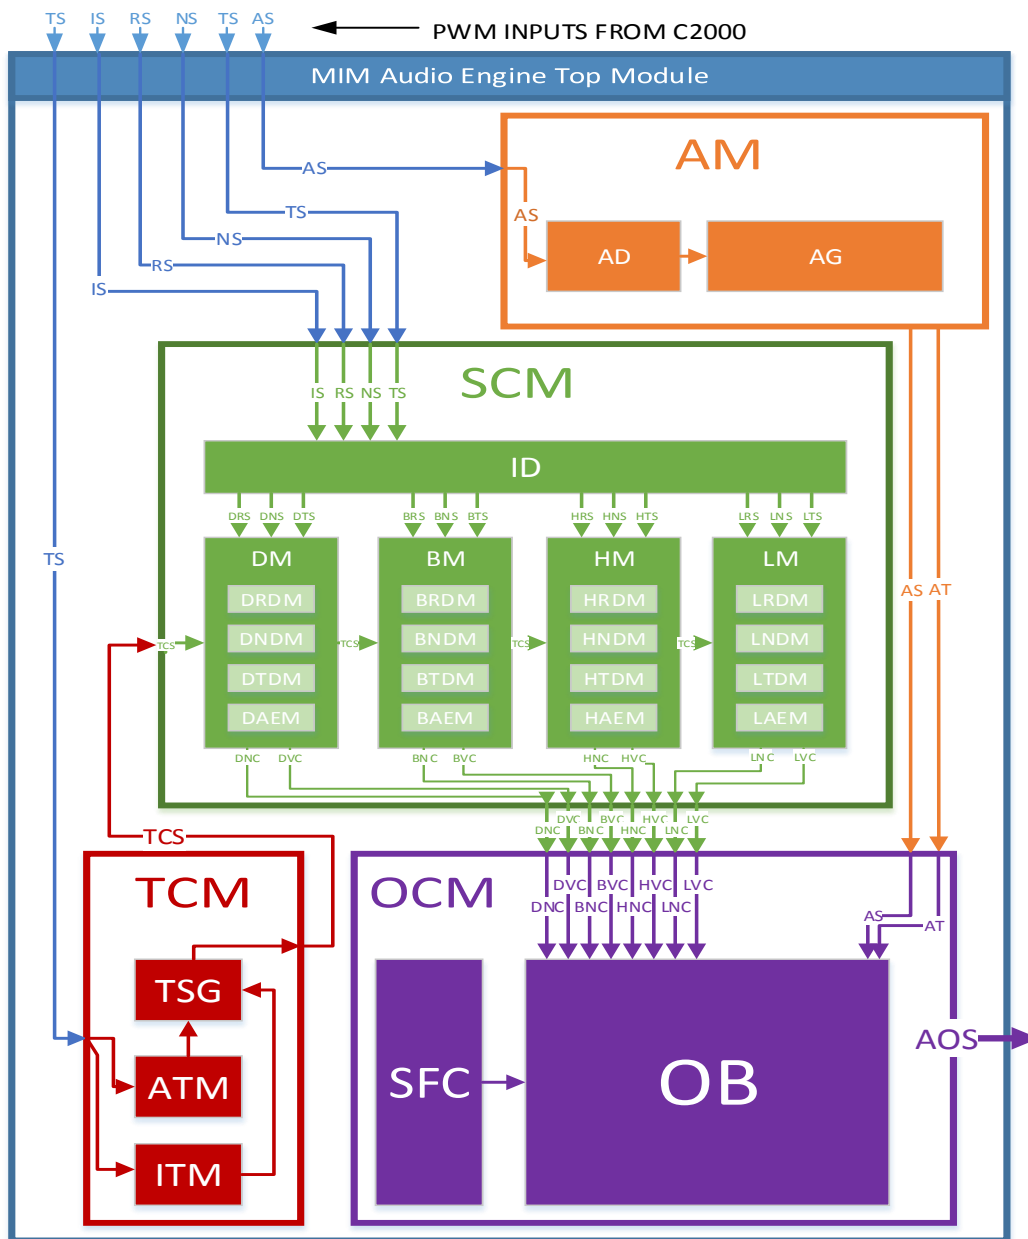 TS IS RS NS TS AS
PWM INPUTS FROM C2000
MIM Audio Engine Top Module
AM
AS
AS
TS
NS
RS
IS
AD
AG
SCM
IS RS NS TS
ID
DRS DNS DTS
BRS BNS BTS
HRS HNS HTS
LRS LNS LTS
DM
DRDM
DNDM
DTDM
DAEM
BM
BRDM
BNDM
BTDM
BAEM
HM
HRDM
HNDM
HTDM
HAEM
LM
LRDM
LNDM
LTDM
LAEM
TS
TCS
TCS
TCS
TCS
AS AT
DNC DVC
BNC BVC
HNC HVC
LNC LVC
DVC BVC HVC LVC
DNC BNC HNC LNC
TCS
TCM
TSG
ATM
ITM
OCM
DVC BVC HVC LVC
DNC BNC HNC LNC
AS
AT
SFC
OB
AOS